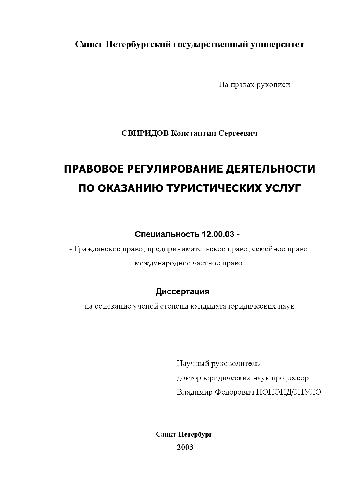 Санкт-Петербургский государственный университет
На правах рукописи
СВИРИДОВ Константин Сергеевич
ПРАВОВОЕ РЕГУЛИРОВАНИЕ ДЕЯТЕЛЬНОСТИ
ПО ОКАЗАНИЮ ТУРИСТИЧЕСКИХ УСЛУГ
Специальность 12.00.03 -
- Гражданское право, предпринимательское право, семейное право
международное частное право
Диссертация
на соискание ученой степени кандидата юридических наук
Научный руководитель
доктор юридических наук профессор
Владимир Федорович
Санкт-Петербург
2003